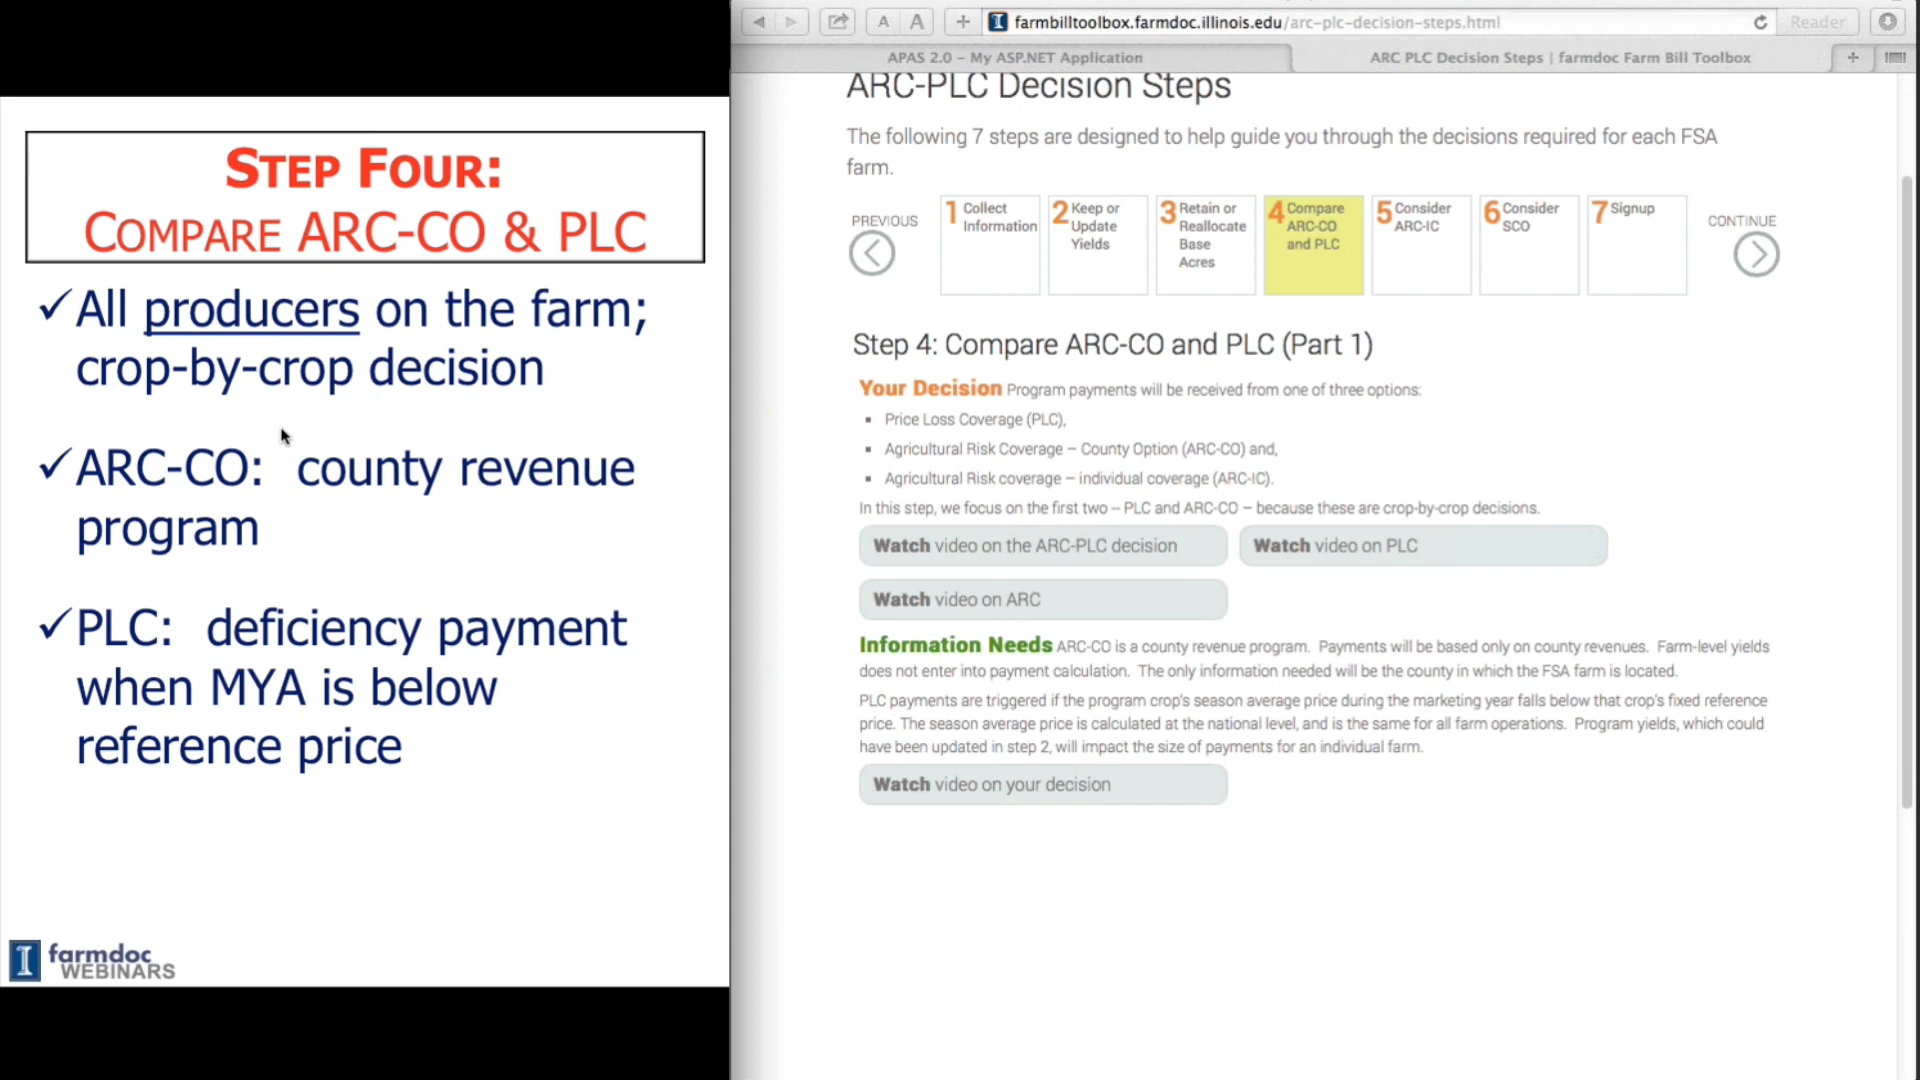 STEP FOUR:
COMPARE ARC-CO & PLC
✓All producers on the farm;
crop-by-crop decision
✓ARC-CO: county revenue
program
✓PLC: deficiency payment
when MYA is below
reference price
I farmdoc
WEBINARS
A A + I farmbilltoolbox.farmdoc.illinois.edu/arc-plc-decision-steps.html Reader
APAS 2.0 – My ASP.NET Application
ARC PLC Decision Steps | farmdoc Farm Bill Toolbox
ARC-PLC Decision Steps
The following 7 steps are designed to help guide you through the decisions required for each FSA
farm.
PREVIOUS
1 Collect
Information
2 Keep or
Update
Yields
3 Retain or
Reallocate
Base
Acres
4 Compare
ARC-CO
and PLC
5 Consider
ARC-IC
6 Consider
SCO
7 Signup
CONTINUE
Step 4: Compare ARC-CO and PLC (Part 1)
Your Decision Program payments will be received from one of three options:
▪ Price Loss Coverage (PLC),
▪ Agricultural Risk Coverage – County Option (ARC-CO) and,
▪ Agricultural Risk coverage – individual coverage (ARC-IC).
In this step, we focus on the first two – PLC and ARC-CO – because these are crop-by-crop decisions.
Watch video on the ARC-PLC decision
Watch video on PLC
Watch video on ARC
Information Needs ARC-CO is a county revenue program. Payments will be based only on county revenues. Farm-level yields
does not enter into payment calculation. The only information needed will be the county in which the FSA farm is located.
PLC payments are triggered if the program crop's season average price during the marketing year falls below that crop's fixed reference
price. The season average price is calculated at the national level, and is the same for all farm operations. Program yields, which could
have been updated in step 2, will impact the size of payments for an individual farm.
Watch video on your decision